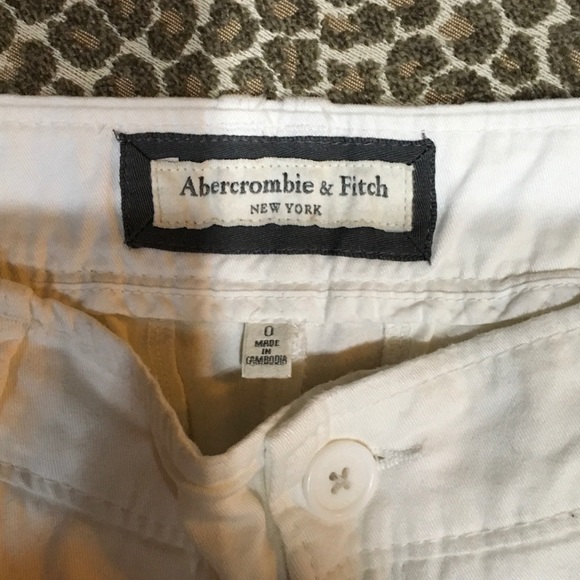 Abercrombie & Fitch
NEW YORK
0
MADE
IN
CAMBODIA